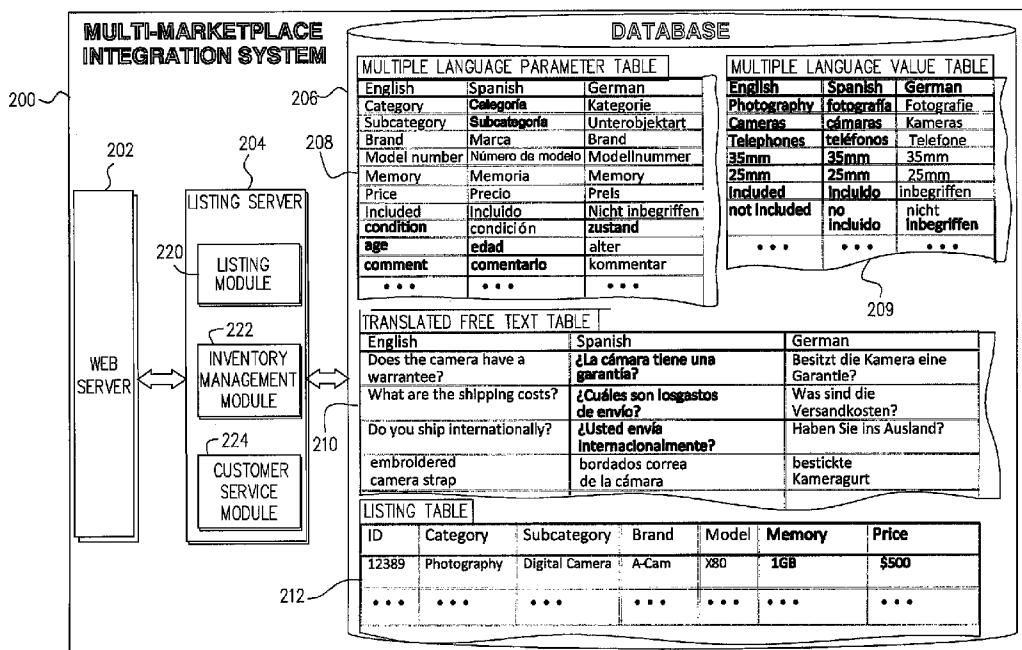 MULTI-MARKETPLACE
INTEGRATION SYSTEM
200
202
WEB
SERVER
204
LISTING SERVER
220
LISTING
MODULE
222
INVENTORY
MANAGEMENT
MODULE
224
CUSTOMER
SERVICE
MODULE
DATABASE
206
MULTIPLE LANGUAGE PARAMETER TABLE
English Spanish German
Category Categoría Kategorie
Subcategory Subcategoría Unterobjektart
Brand Marca Brand
Model number Número de modelo Modellnummer
Memory Memoria Memory
Price Precio Preis
Included Incluido Nicht inbegriffen
condition condición zustand
age edad alter
comment comentario kommentar
• • • • • • • • •
208
MULTIPLE LANGUAGE VALUE TABLE
English Spanish German
Photography fotografía Fotografie
Cameras cámaras Kameras
Telephones teléfonos Telefone
35mm 35mm 35mm
25mm 25mm 25mm
Included Incluido inbegriffen
not Included no incluido nicht inbegriffen
• • • • • • • • •
209
TRANSLATED FREE TEXT TABLE
English Spanish German
Does the camera have a warrantee? ¿La cámara tiene una garantía? Besitzt die Kamera eine Garantie?
What are the shipping costs? ¿Cuáles son losgastos de envío? Was sind die Versandkosten?
Do you ship internationally? ¿Usted envía internacionalmente? Haben Sie ins Ausland?
embroldered camera strap bordados correa de la cámara bestickte Kameragurt
210
LISTING TABLE
ID Category Subcategory Brand Model Memory Price
12389 Photography Digital Camera A-Cam X80 1GB $500
• • • • • • • • • • • • • • • • • • • • •
212